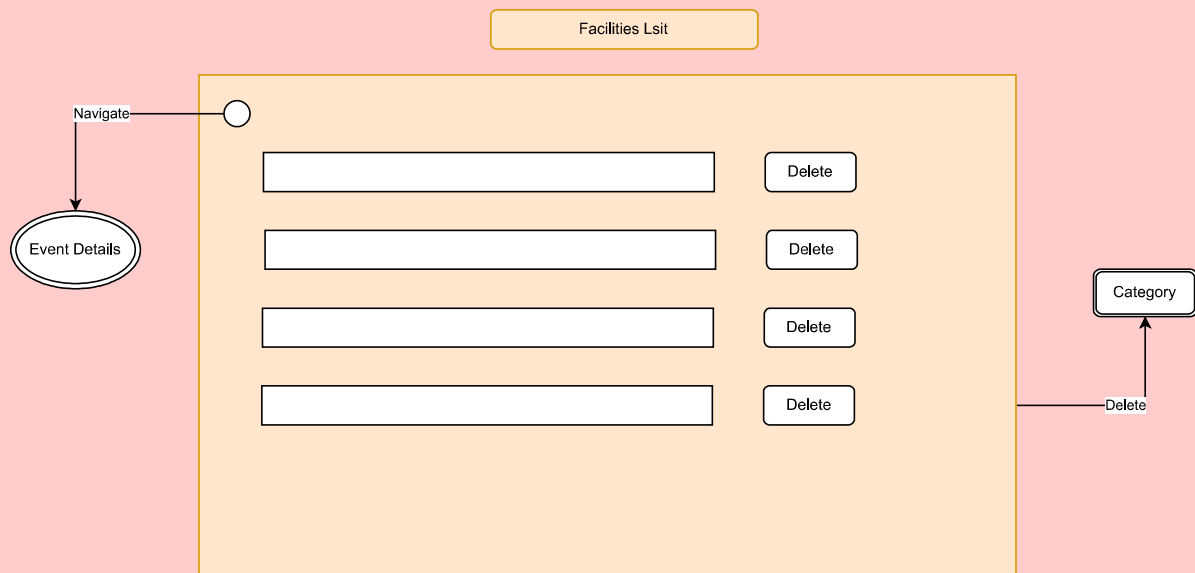 Facilities Lsit
Navigate
Delete
Event Details
Delete
Category
Delete
Delete
Delete